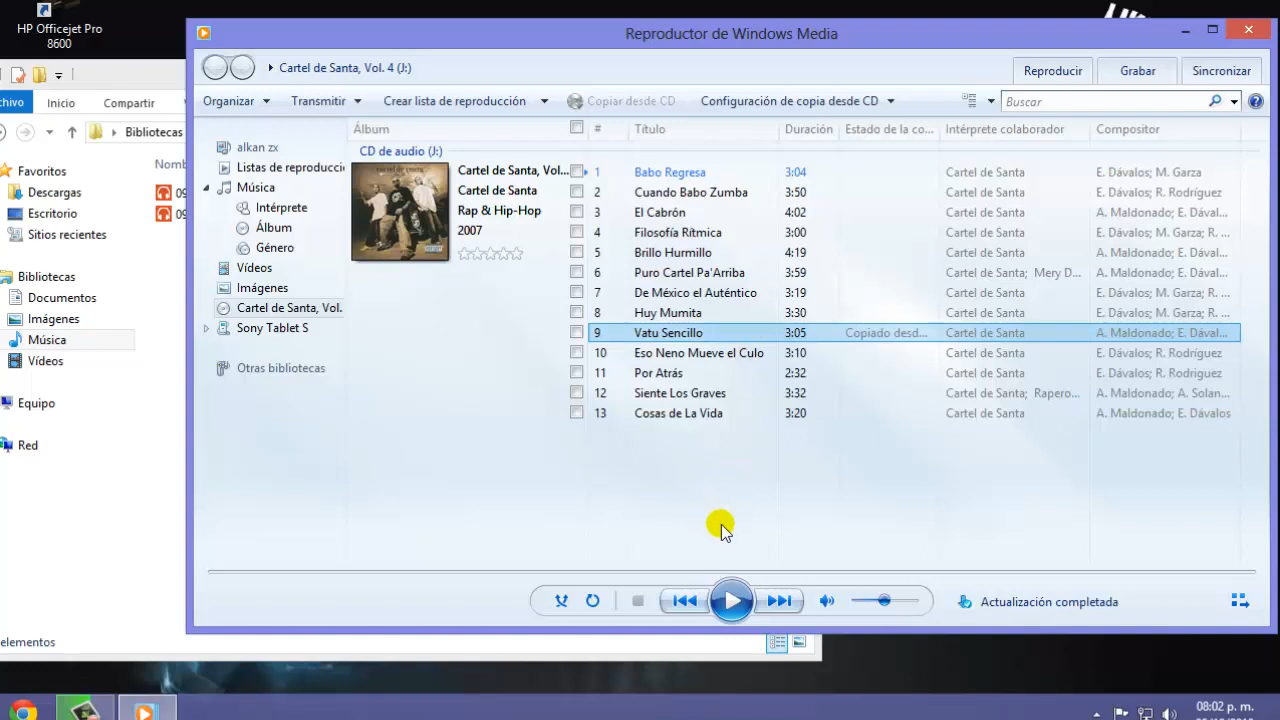 HP Officejet Pro
8600
Reproductor de Windows Media
Cartel de Santa, Vol. 4 (J:)
Reproducir
Grabar
Sincronizar
Organizar
Transmitir
Crear lista de reproducción
Copiar desde CD
Configuración de copia desde CD
Buscar
chivo
Inicio
Compartir
Bibliotecas
Favoritos
Descargas
Escritorio
Sitios recientes
Bibliotecas
Documentos
Imágenes
Música
Vídeos
Equipo
Red
elementos
Nomb
09
09
alkan zx
Listas de reproducci
Música
Intérprete
Álbum
Género
Vídeos
Imágenes
Cartel de Santa, Vol.
Sony Tablet S
Otras bibliotecas
Álbum
# Título Duración Estado de la co... Intérprete colaborador Compositor
CD de audio (J:)
Cartel de Santa, Vol...
Cartel de Santa
Rap & Hip-Hop
2007
1 Babo Regresa 3:04 Cartel de Santa E. Dávalos; M. Garza
2 Cuando Babo Zumba 3:50 Cartel de Santa E. Dávalos; R. Rodríguez
3 El Cabrón 4:02 Cartel de Santa A. Maldonado; E. Dával...
4 Filosofía Rítmica 3:00 Cartel de Santa E. Dávalos; M. Garza; R. ...
5 Brillo Hurmillo 4:19 Cartel de Santa A. Maldonado; E. Dával...
6 Puro Cartel Pa'Arriba 3:59 Cartel de Santa; Mery D... E. Dávalos; R. Rodríguez
7 De México el Auténtico 3:19 Cartel de Santa E. Dávalos; M. Garza; R. ...
8 Huy Mumita 3:30 Cartel de Santa E. Dávalos; M. Garza; R. ...
9 Vatu Sencillo 3:05 Copiado desd... Cartel de Santa A. Maldonado; E. Dával...
10 Eso Neno Mueve el Culo 3:10 Cartel de Santa E. Dávalos; R. Rodríguez
11 Por Atrás 2:32 Cartel de Santa E. Dávalos; R. Rodriguez
12 Siente Los Graves 3:32 Cartel de Santa; Rapero... A. Maldonado; A. Solan...
13 Cosas de La Vida 3:20 Cartel de Santa A. Maldonado; E. Dávalos
Actualización completada
08:02 p. m.